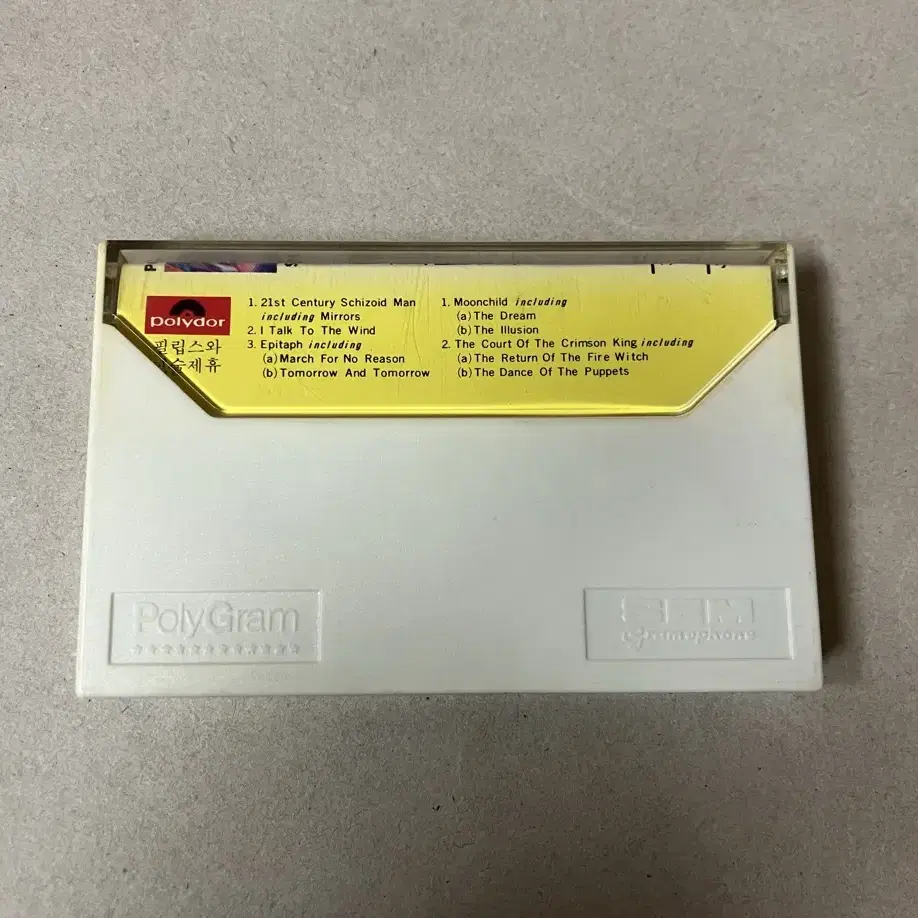 polydor
필립스와
술제휴
1. 21st Century Schizoid Man
including Mirrors
2. I Talk To The Wind
3. Epitaph including
(a) March For No Reason
(b) Tomorrow And Tomorrow
1. Moonchild including
(a) The Dream
(b) The Illusion
2. The Court Of The Crimson King including
(a) The Return Of The Fire Witch
(b) The Dance Of The Puppets
PolyGram
Gramophone